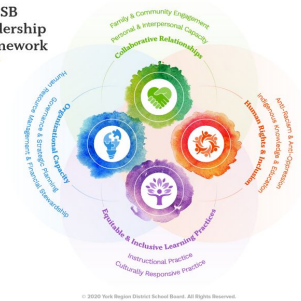 SB
dership
mework
Family & Community Engagement
Personal & Interpersonal Capacity
Collaborative Relationships
Human Resource Management & Financial Stewardship
Governance & Strategic Planning
Organizational Capacity
Human Rights & Inclusion
Indigenous Knowledge & Education
Anti-Racism & Anti-Oppression
Equitable & Inclusive Learning Practices
Instructional Practice
Culturally Responsive Practice
© 2020 York Region District School Board. All Rights Reserved.